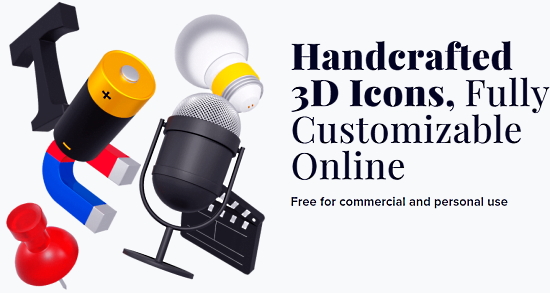 Handcrafted
3D Icons, Fully
Customizable
Online
Free for commercial and personal use